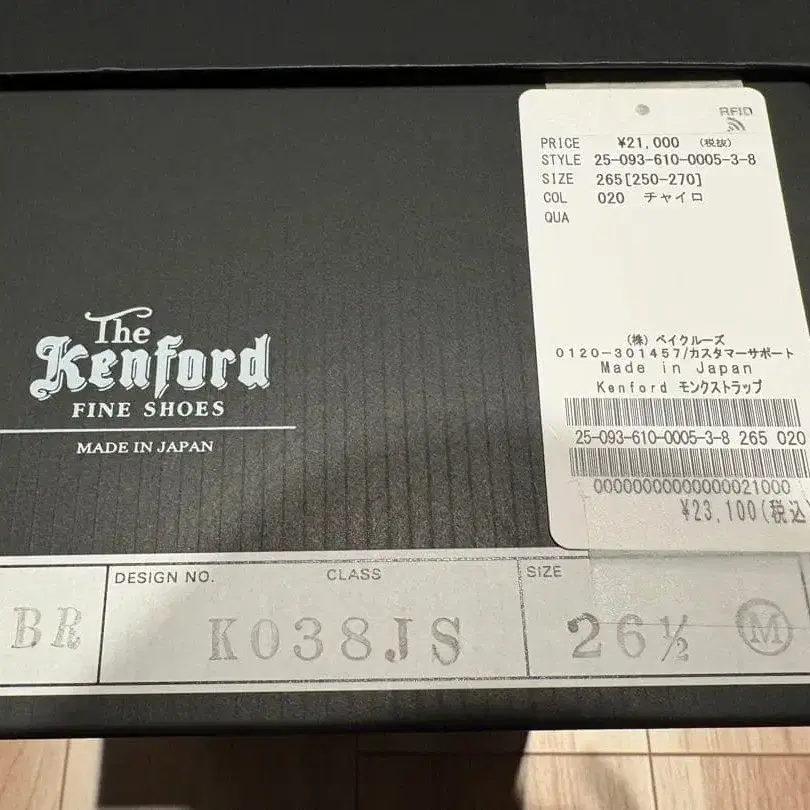 The
Kenford
FINE SHOES
MADE IN JAPAN
RFID
PRICE ¥21,000 (税抜)
STYLE 25-093-610-0005-3-8
SIZE 265[250-270]
COL 020 チャイロ
QUA
(株) ベイクルーズ
0120-301457/カスタマーサポート
Made in Japan
Kenford モンクストラップ
25-093-610-0005-3-8 265 020
00000000000000021000
¥23,100(税込
BR
DESIGN NO. CLASS
K038JS
SIZE
26½ M